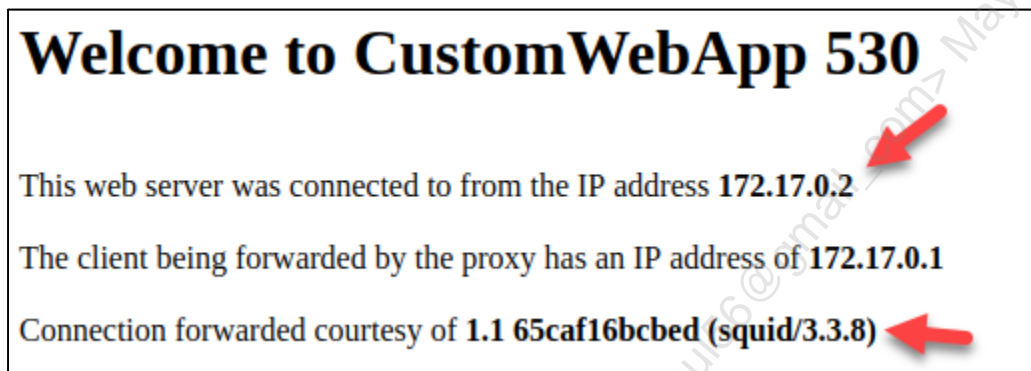 Welcome to CustomWebApp 530
This web server was connected to from the IP address 172.17.0.2
The client being forwarded by the proxy has an IP address of 172.17.0.1
Connection forwarded courtesy of 1.1 65caf16bcbed (squid/3.3.8)